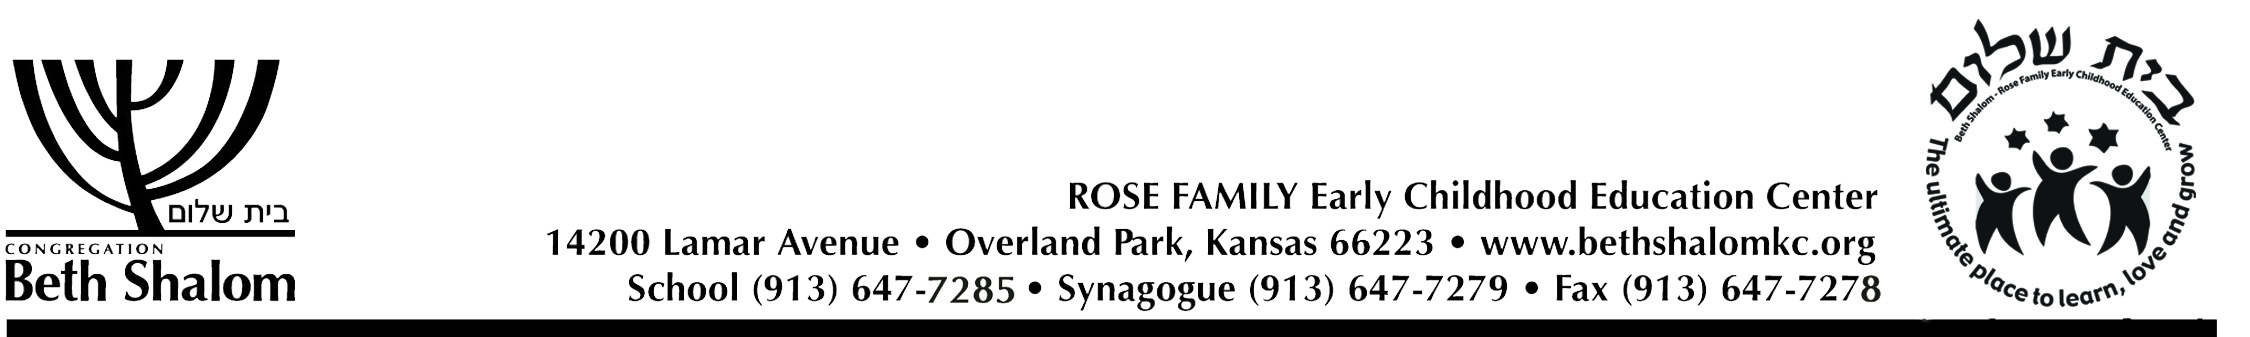 בית שלום
CONGREGATION
Beth Shalom
ROSE FAMILY Early Childhood Education Center
14200 Lamar Avenue • Overland Park, Kansas 66223 • www.bethshalomkc.org
School (913) 647-7285 • Synagogue (913) 647-7279 • Fax (913) 647-7278
בית שלום
Beth Shalom - Rose Family Early Childhood Education Center
The ultimate place to learn, love and grow